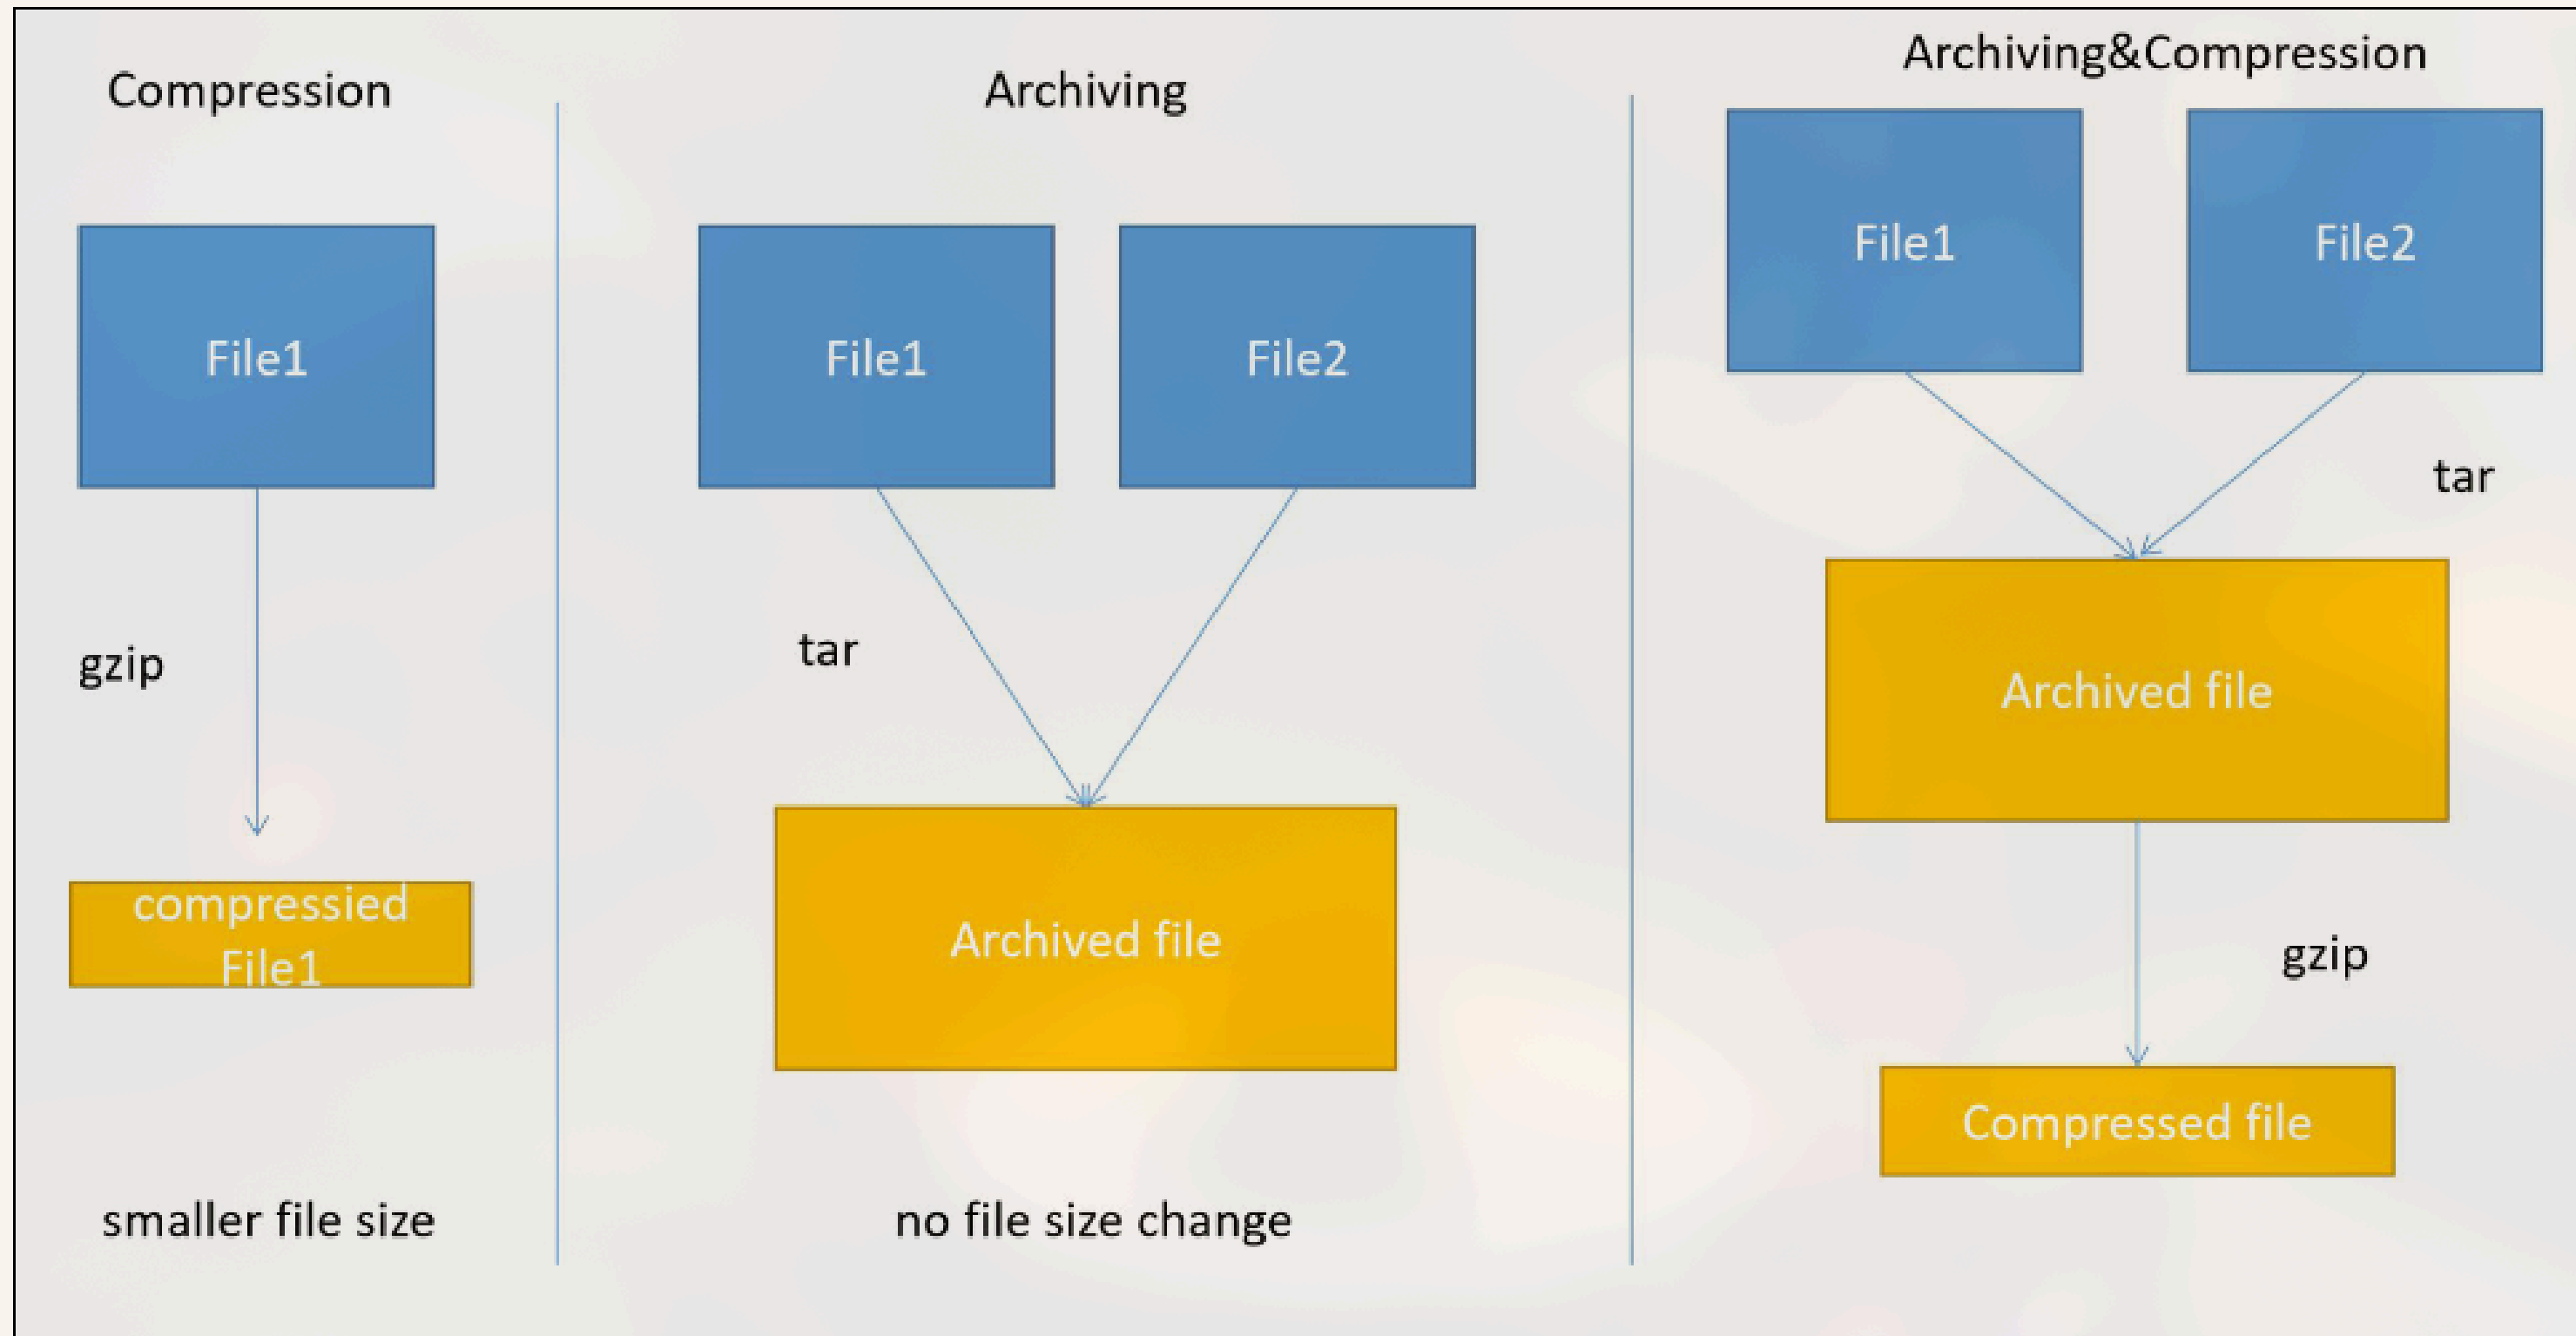 Compression
File1
gzip
compressied
File1
smaller file size
Archiving
File1
File2
tar
Archived file
no file size change
Archiving&Compression
File1
File2
tar
Archived file
gzip
Compressed file